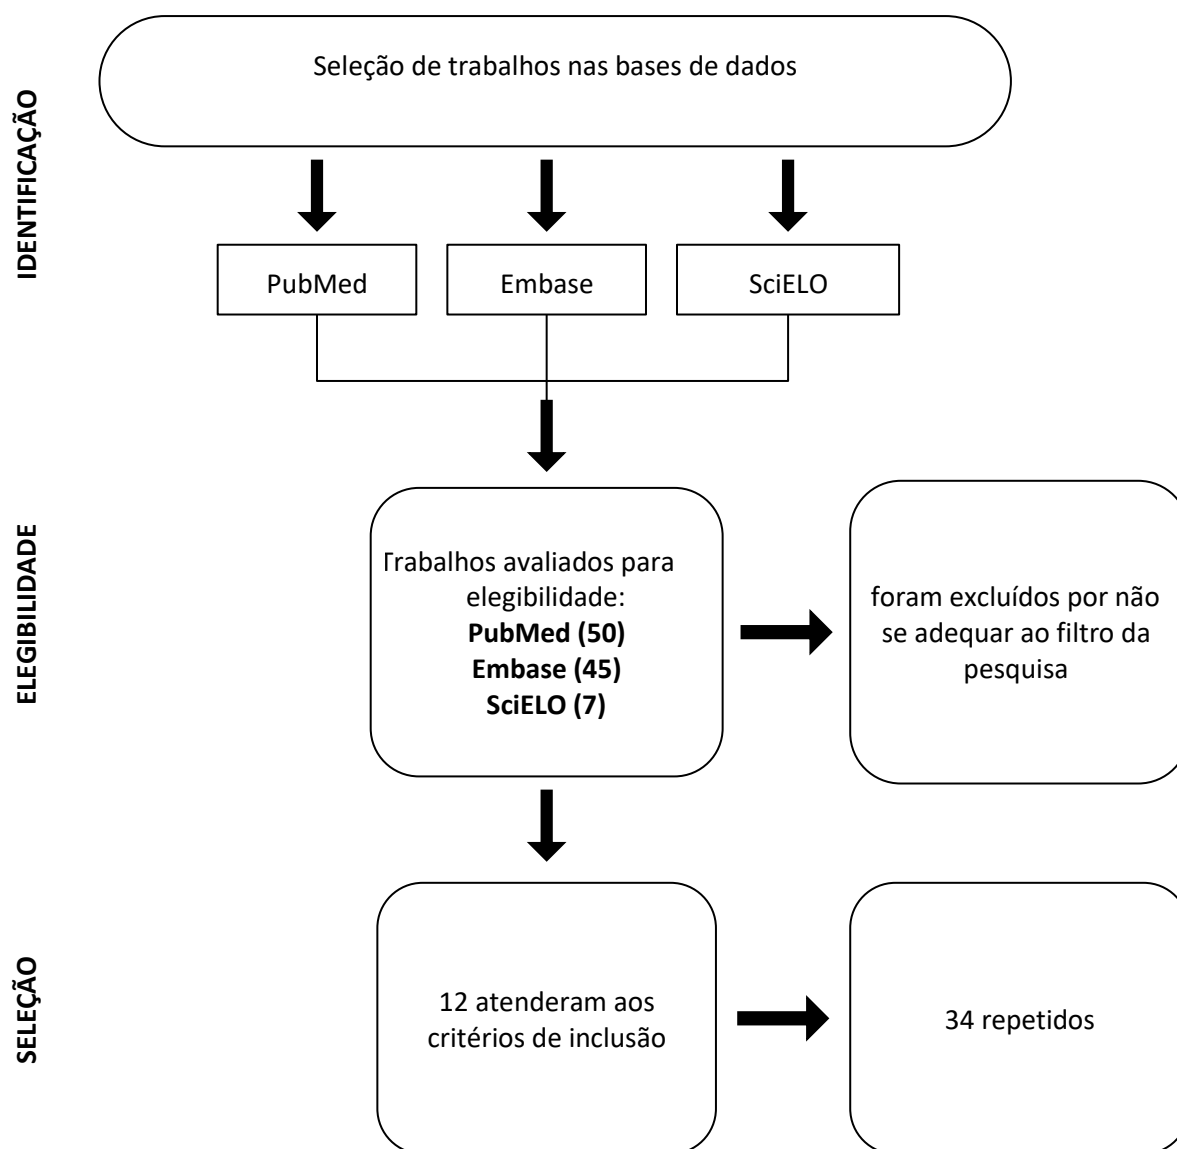 IDENTIFICAÇÃO
Seleção de trabalhos nas bases de dados
PubMed
Embase
SciELO
ELEGIBILIDADE
Trabalhos avaliados para
elegibilidade:
PubMed (50)
Embase (45)
SciELO (7)
foram excluídos por não
se adequar ao filtro da
pesquisa
SELEÇÃO
12 atenderam aos
critérios de inclusão
34 repetidos